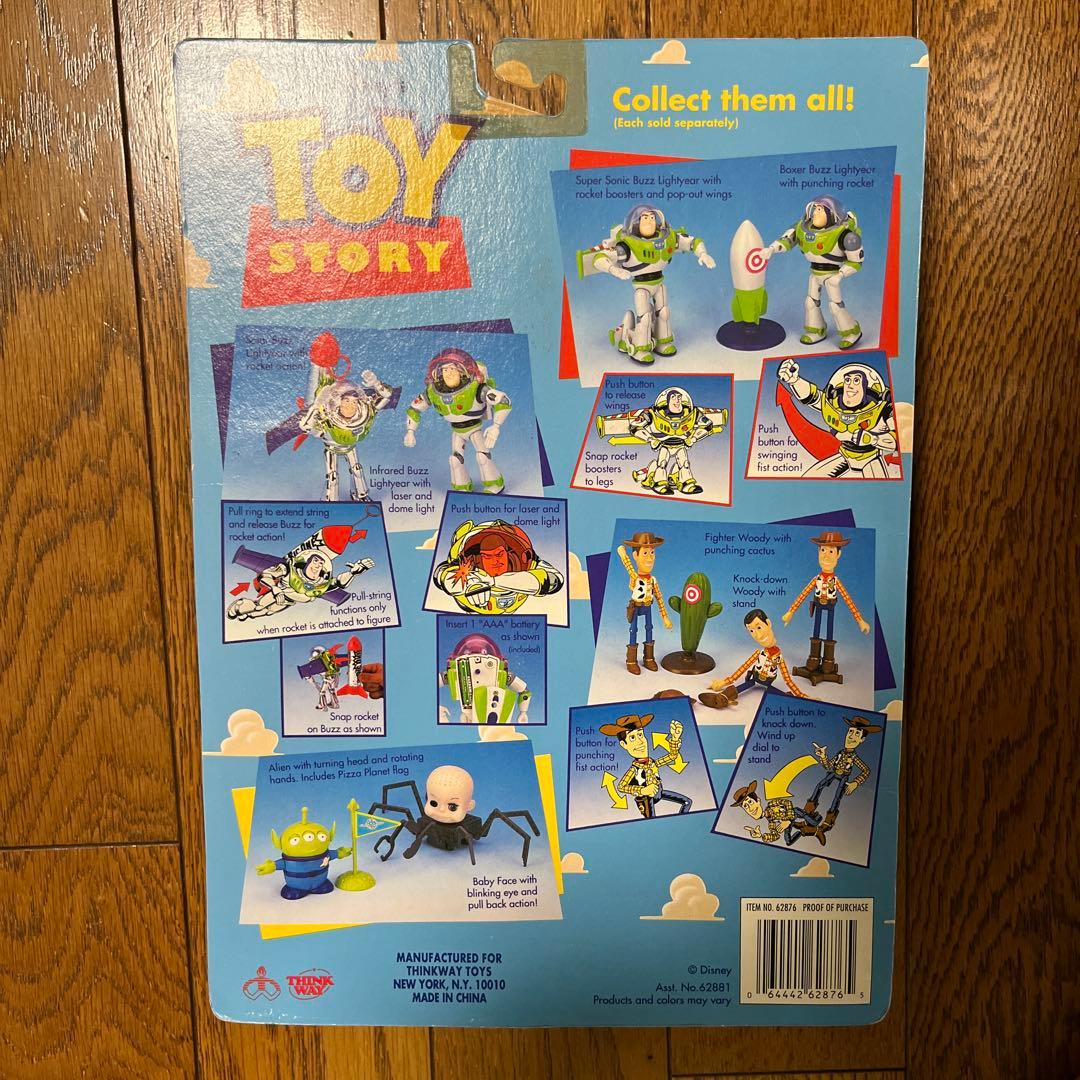 TOY
STORY
Collect them all!
(Each sold separately)
Super Sonic Buzz Lightyear with
rocket boosters and pop-out wings
Boxer Buzz Lightyear
with punching rocket
Push button
to release
wings
Snap rocket
boosters
to legs
Push
button for
swinging
fist action!
Buzz
Lightyear with
rocket action!
Infrared Buzz
Lightyear with
laser and
dome light
Pull ring to extend string
and release Buzz for
rocket action!
Pull-string
functions only
when rocket is attached to figure
Push button for laser and
dome light
Snap rocket
on Buzz as shown
Insert 1 "AAA" battery
as shown
(included)
Fighter Woody with
punching cactus
Knock-down
Woody with
stand
Push
button for
punching
fist action!
Push button to
knock down.
Wind up
dial to
stand
Alien with turning head and rotating
hands. Includes Pizza Planet flag
Baby Face with
blinking eye and
pull back action!
THINK
WAY
MANUFACTURED FOR
THINKWAY TOYS
NEW YORK, N.Y. 10010
MADE IN CHINA
© Disney
Asst. No.62881
Products and colors may vary
ITEM NO. 62876 PROOF OF PURCHASE
0 64442 62876 5